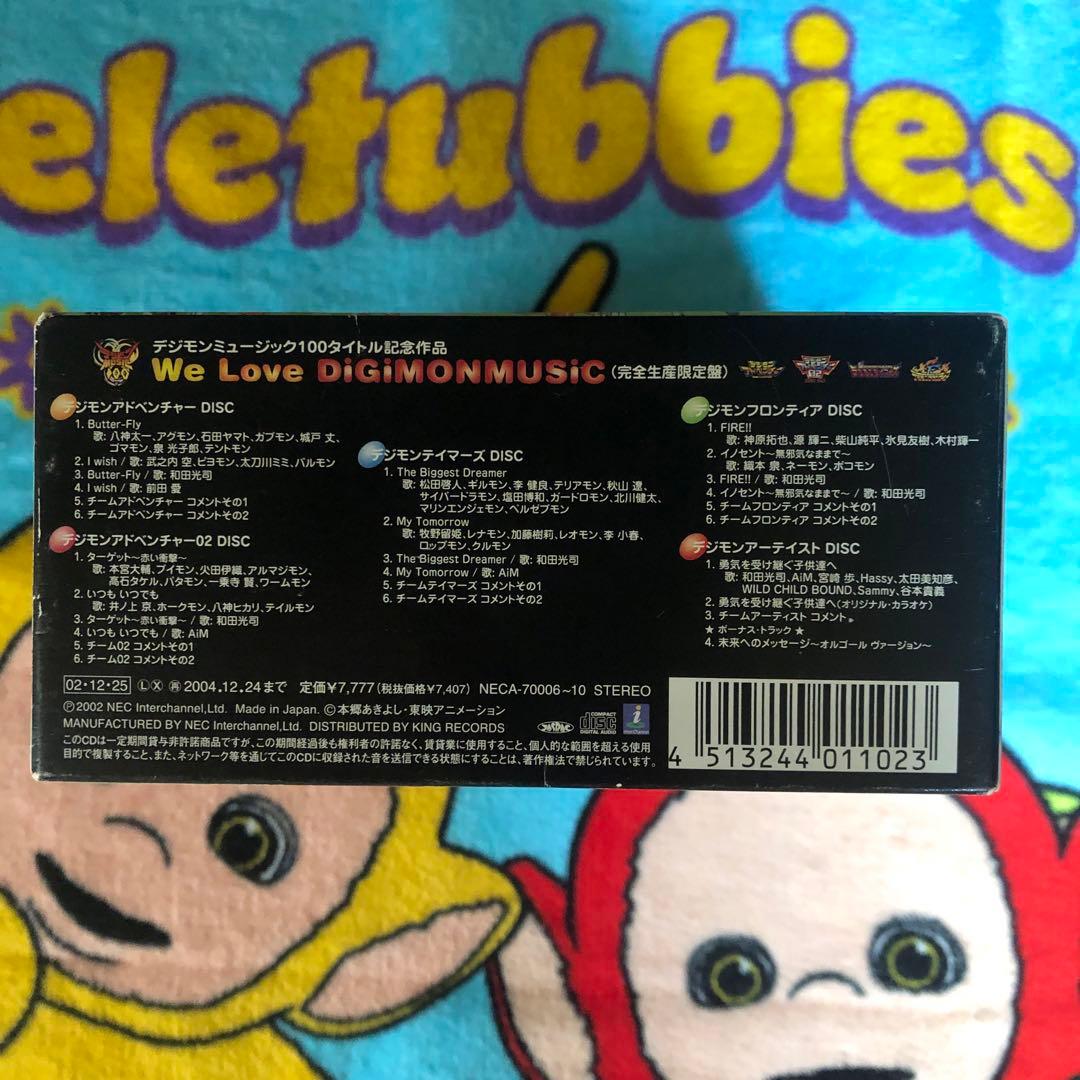 eletubbies
デジモンミュージック100タイトル記念作品
We Love DiGiMONMUSiC(完全生産限定盤)
デジモンアドベンチャー DISC
1. Butter-Fly
歌: 八神太一、アグモン、石田ヤマト、ガブモン、城戸 丈、
ゴマモン、泉 光子郎、テントモン
2. I wish / 歌: 武之内 空、ピヨモン、太刀川ミミ、パルモン
3. Butter-Fly / 歌: 和田光司
4. I wish / 歌: 前田 愛
5. チームアドベンチャー コメントその1
6. チームアドベンチャー コメントその2
デジモンアドベンチャー02 DISC
1. ターゲット〜赤い衝撃〜
歌: 本宮大輔、ブイモン、火田伊織、アルマジモン、
高石タケル、パタモン、一乗寺 賢、ワームモン
2. いつも いつでも
歌: 井ノ上 京、ホークモン、八神ヒカリ、テイルモン
3. ターゲット〜赤い衝撃〜 / 歌: 和田光司
4. いつも いつでも / 歌: AiM
5. チーム02 コメントその1
6. チーム02 コメントその2
デジモンテイマーズ DISC
1. The Biggest Dreamer
歌: 松田啓人、ギルモン、李 健良、テリアモン、秋山 遼、
サイバードラモン、塩田博和、ガードロモン、北川健太、
マリンエンジェモン、ベルゼブモン
2. My Tomorrow
歌: 牧野留姫、レナモン、加藤樹莉、レオモン、李 小春、
ロップモン、クルモン
3. The Biggest Dreamer / 歌: 和田光司
4. My Tomorrow / 歌: AiM
5. チームテイマーズ コメントその1
6. チームテイマーズ コメントその2
デジモンフロンティア DISC
1. FIRE!!
歌: 神原拓也、源 輝二、柴山純平、氷見友樹、木村輝一
2. イノセント〜無邪気なままで〜
歌: 織本 泉、ネーモン、ボコモン
3. FIRE!! / 歌: 和田光司
4. イノセント〜無邪気なままで〜 / 歌: 和田光司
5. チームフロンティア コメントその1
6. チームフロンティア コメントその2
デジモンアーテイスト DISC
1. 勇気を受け継ぐ子供達へ
歌: 和田光司、AiM、宮崎 歩、Hassy、太田美知彦、
WILD CHILD BOUND、Sammy、谷本貴義
2. 勇気を受け継ぐ子供達へ(オリジナル・カラオケ)
3. チームアーティスト コメント
★ ボーナス・トラック ★
4. 未来へのメッセージ〜オルゴール ヴァージョン〜
02・12・25 Ⓛ Ⓧ 再 2004.12.24まで 定価¥7,777(税抜価格¥7,407) NECA-70006~10 STEREO
Ⓟ2002 NEC Interchannel,Ltd. Made in Japan. Ⓒ本郷あきよし・東映アニメーション
MANUFACTURED BY NEC Interchannel,Ltd. DISTRIBUTED BY KING RECORDS
COMPACT disc DIGITAL AUDIO
InterChannel
このCDは一定期間貸与非許諾商品ですが、この期間経過後も権利者の許諾なく、賃貸業に使用すること、個人的な範囲を超える使用
目的で複製すること、また、ネットワーク等を通じてこのCDに収録された音を送信できる状態にすることは、著作権法で禁じられています。
4 513244 011023